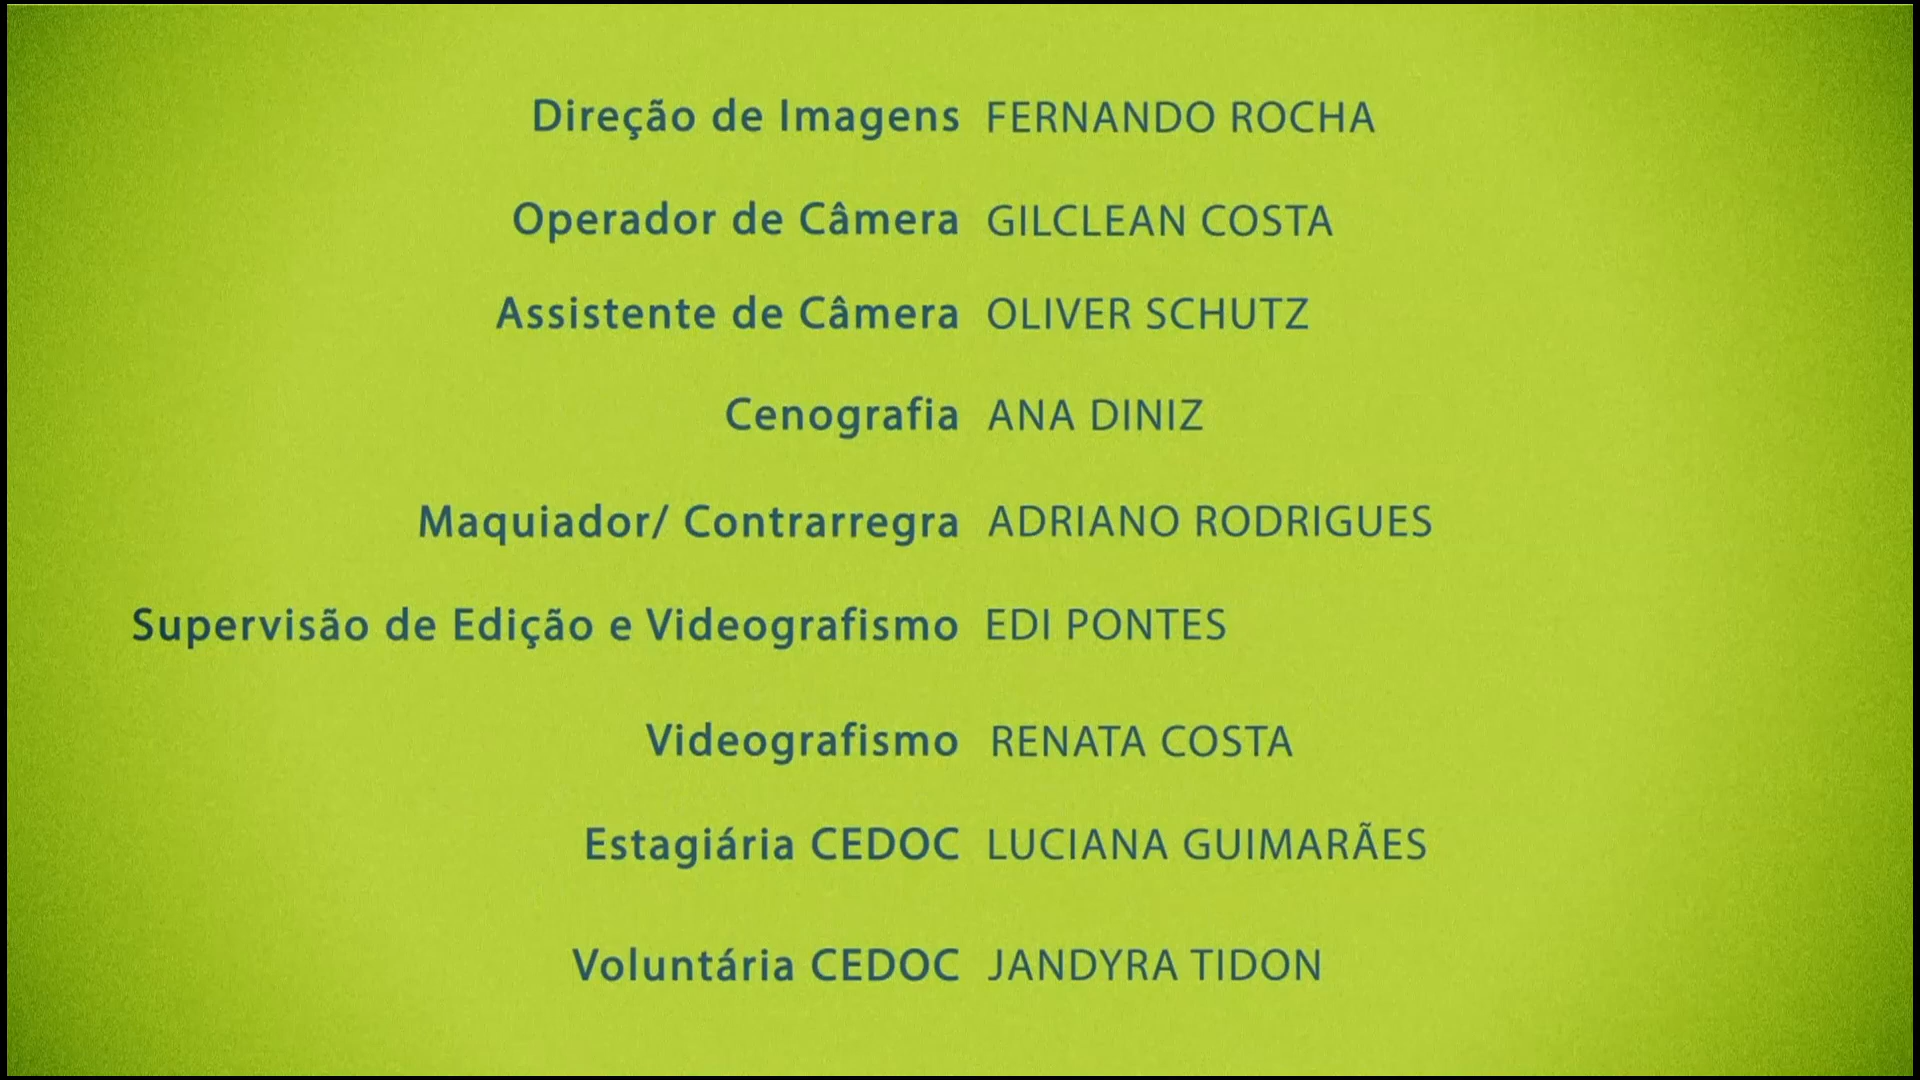 Direção de Imagens FERNANDO ROCHA
Operador de Câmera GILCLEAN COSTA
Assistente de Câmera OLIVER SCHUTZ
Cenografia ANA DINIZ
Maquiador/ Contrarregra ADRIANO RODRIGUES
Supervisão de Edição e Videografismo EDI PONTES
Videografismo RENATA COSTA
Estagiária CEDOC LUCIANA GUIMARÃES
Voluntária CEDOC JANDYRA TIDON